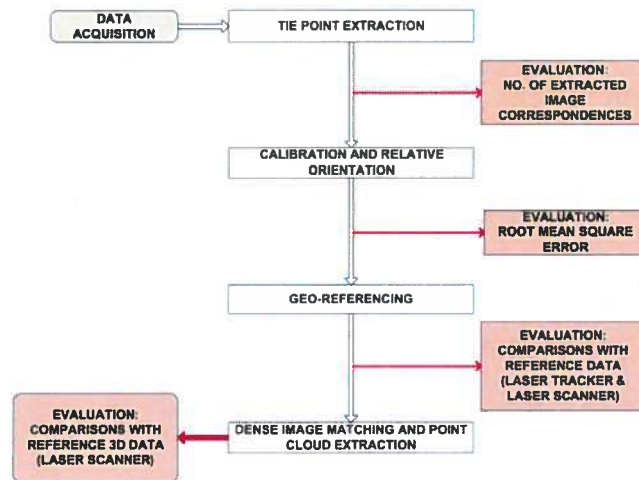 DATA
ACQUISITION
TIE POINT EXTRACTION
EVALUATION:
NO. OF EXTRACTED
IMAGE
CORRESPONDENCES
CALIBRATION AND RELATIVE
ORIENTATION
EVALUATION:
ROOT MEAN SQUARE
ERROR
GEO-REFERENCING
EVALUATION:
COMPARISONS WITH
REFERENCE DATA
(LASER TRACKER &
LASER SCANNER)
EVALUATION:
COMPARISONS WITH
REFERENCE 3D DATA
(LASER SCANNER)
DENSE IMAGE MATCHING AND POINT
CLOUD EXTRACTION